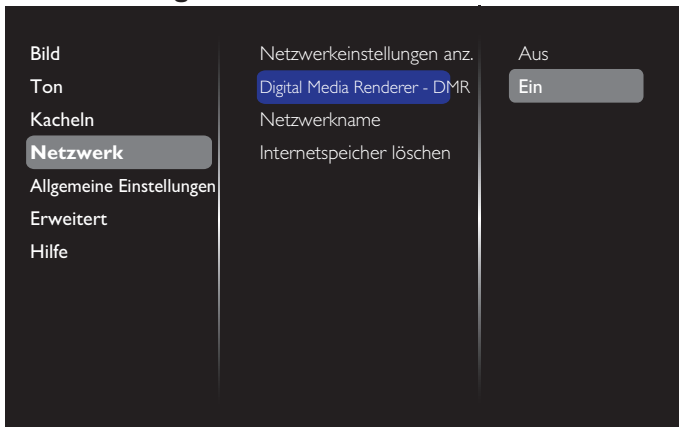 Bild
Ton
Kacheln
Netzwerk
Allgemeine Einstellungen
Erweitert
Hilfe
Netzwerkeinstellungen anz.
Digital Media Renderer - DMR
Netzwerkname
Internetspeicher löschen
Aus
Ein